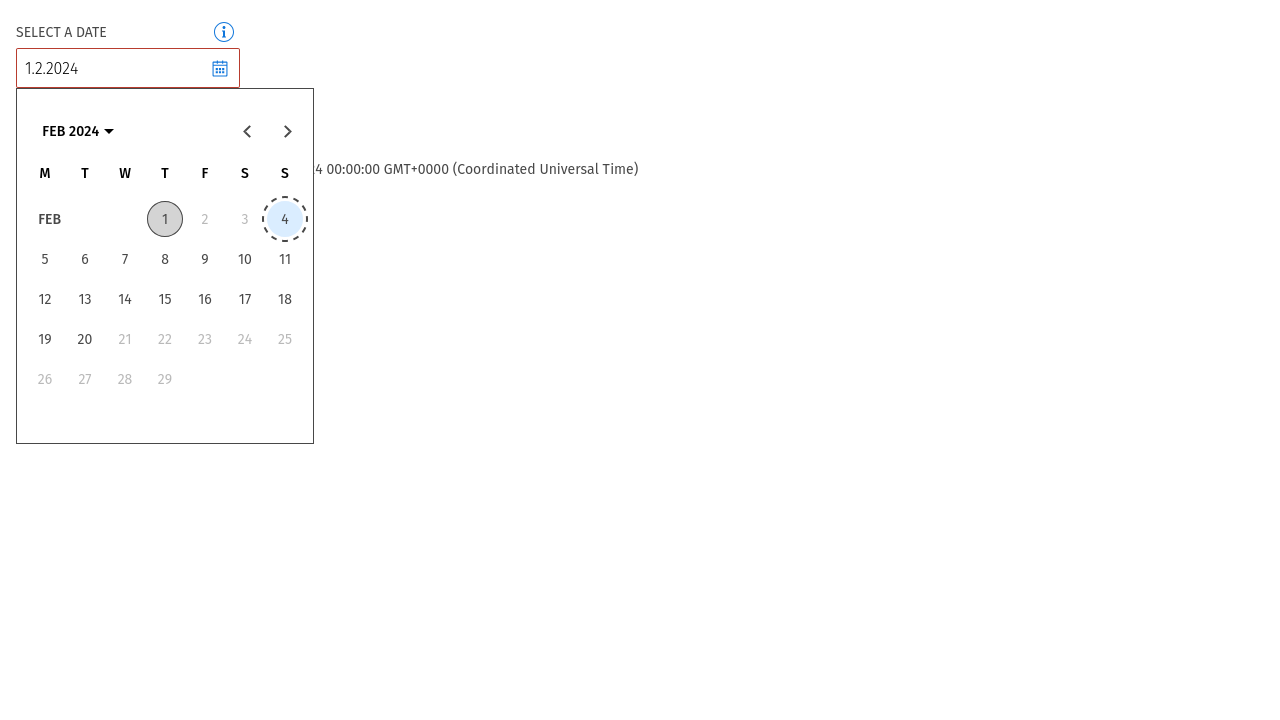 SELECT A DATE
1.2.2024
FEB 2024
4 00:00:00 GMT+0000 (Coordinated Universal Time)
M T W T F S S
FEB 1 2 3 4
5 6 7 8 9 10 11
12 13 14 15 16 17 18
19 20 21 22 23 24 25
26 27 28 29